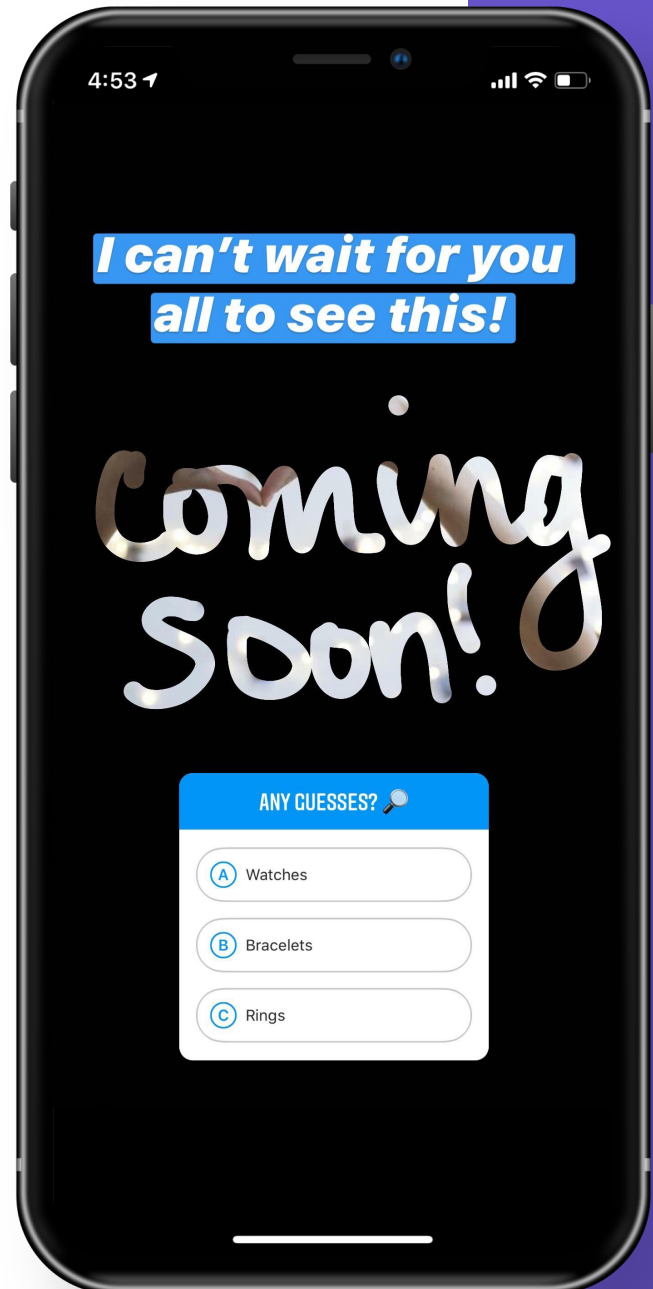 4:53
I can't wait for you
all to see this!
coming
soon!
ANY GUESSES? 🔎
A Watches
B Bracelets
C Rings